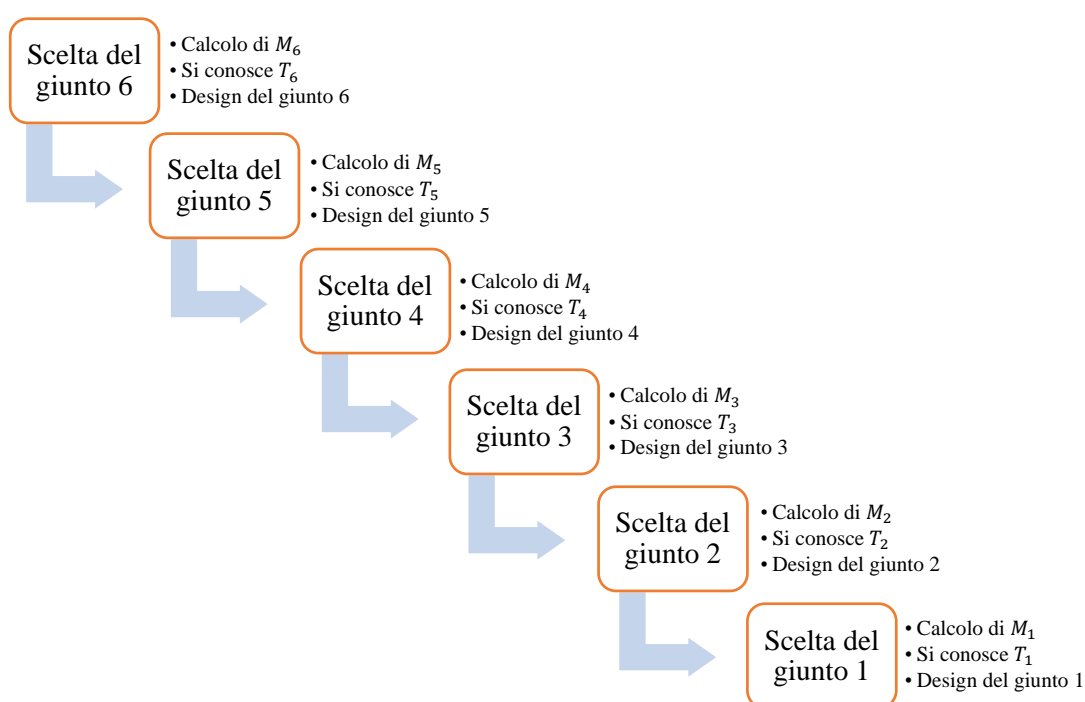 Scelta del
giunto 6
• Calcolo di M₆
• Si conosce T₆
• Design del giunto 6
Scelta del
giunto 5
• Calcolo di M₅
• Si conosce T₅
• Design del giunto 5
Scelta del
giunto 4
• Calcolo di M₄
• Si conosce T₄
• Design del giunto 4
Scelta del
giunto 3
• Calcolo di M₃
• Si conosce T₃
• Design del giunto 3
Scelta del
giunto 2
• Calcolo di M₂
• Si conosce T₂
• Design del giunto 2
Scelta del
giunto 1
• Calcolo di M₁
• Si conosce T₁
• Design del giunto 1